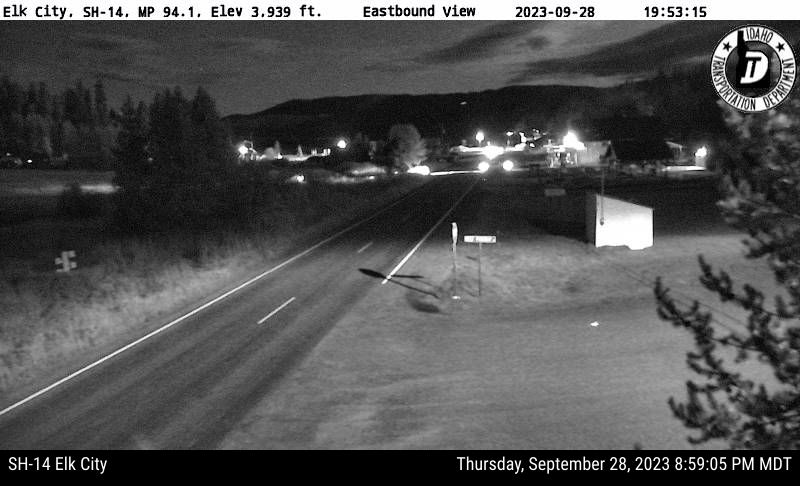 Elk City, SH-14, MP 94.1, Elev 3,939 ft. Eastbound View 2023-09-28 19:53:15
IDAHO
TRANSPORTATION DEPARTMENT
SH-14 Elk City Thursday, September 28, 2023 8:59:05 PM MDT